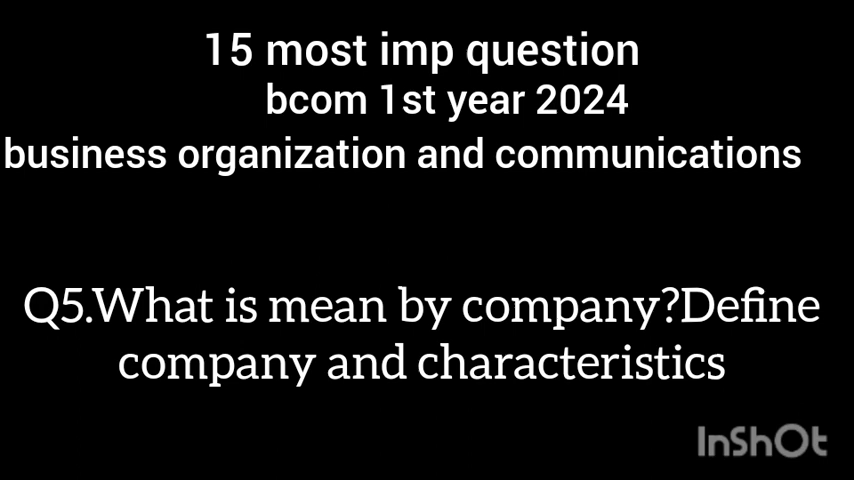 15 most imp question
bcom 1st year 2024
business organization and communications
Q5.What is mean by company?Define
company and characteristics
InShOt